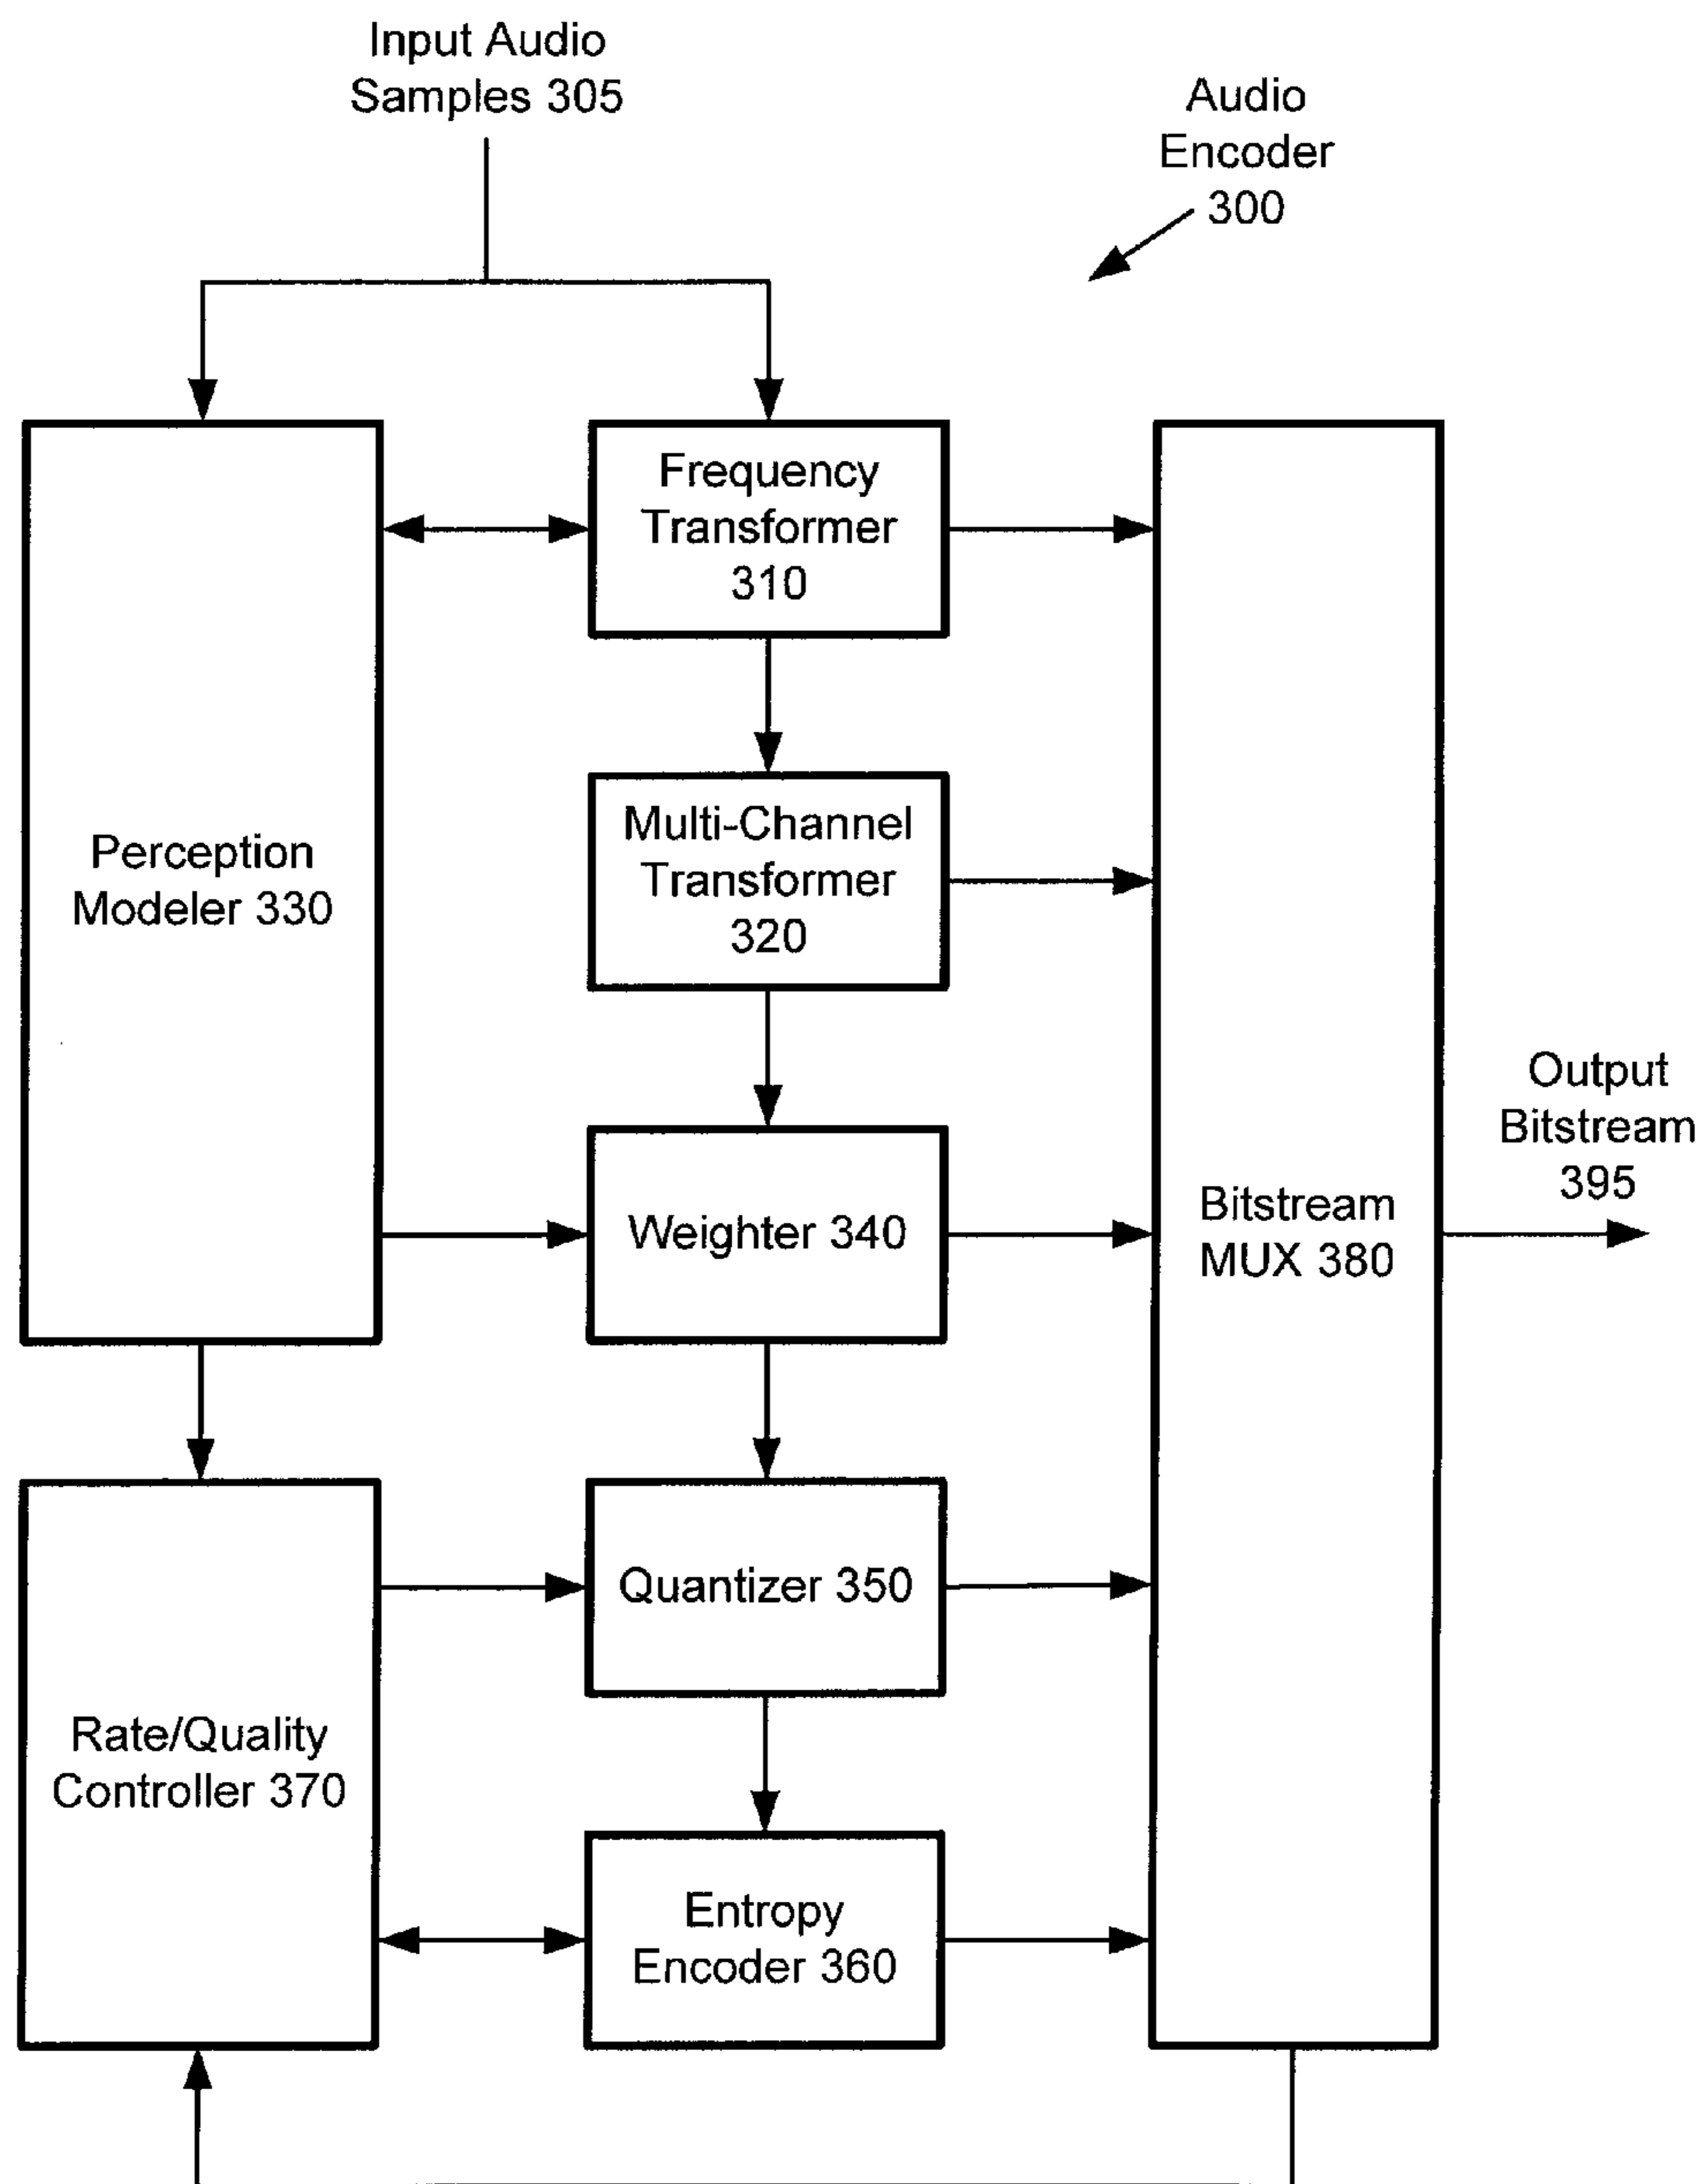 Input Audio
Samples 305
Audio
Encoder
300
Frequency
Transformer
310
Multi-Channel
Transformer
320
Perception
Modeler 330
Weighter 340
Output
Bitstream
395
Bitstream
MUX 380
Quantizer 350
Rate/Quality
Controller 370
Entropy
Encoder 360